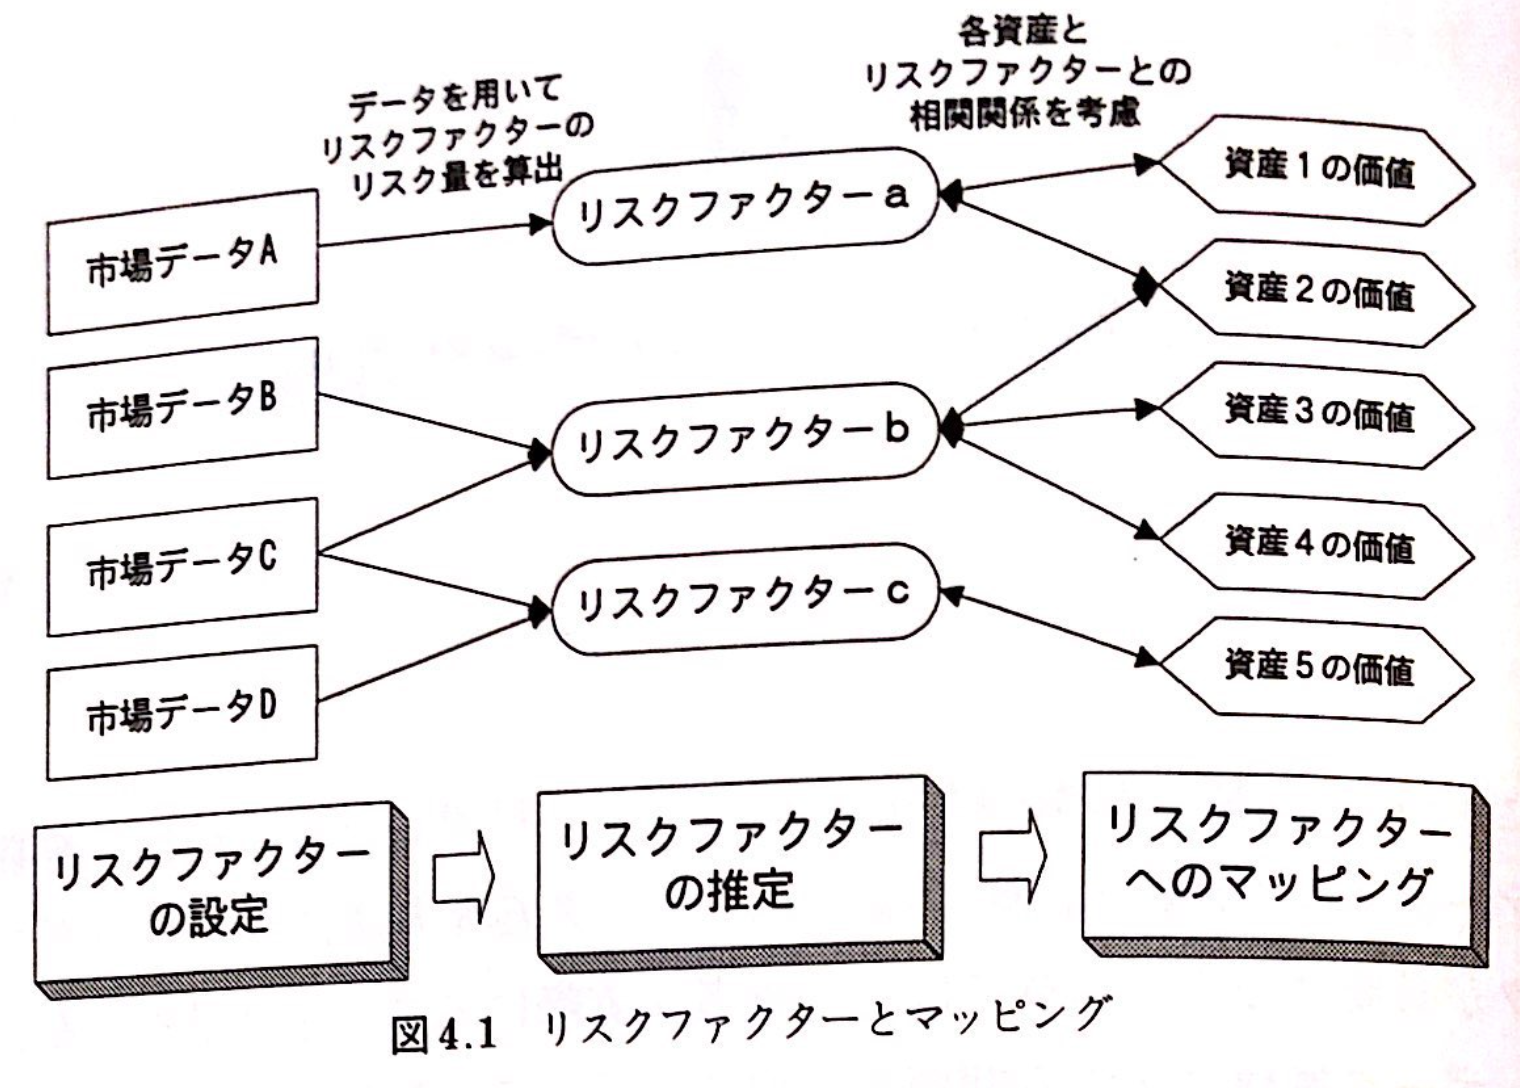 データを用いて
リスクファクターの
リスク量を算出
各資産と
リスクファクターとの
相関関係を考慮
市場データA
市場データB
市場データC
市場データD
リスクファクターa
リスクファクターb
リスクファクターc
資産1の価値
資産2の価値
資産3の価値
資産4の価値
資産5の価値
リスクファクター
の設定
リスクファクター
の推定
リスクファクター
へのマッピング
図4.1 リスクファクターとマッピング